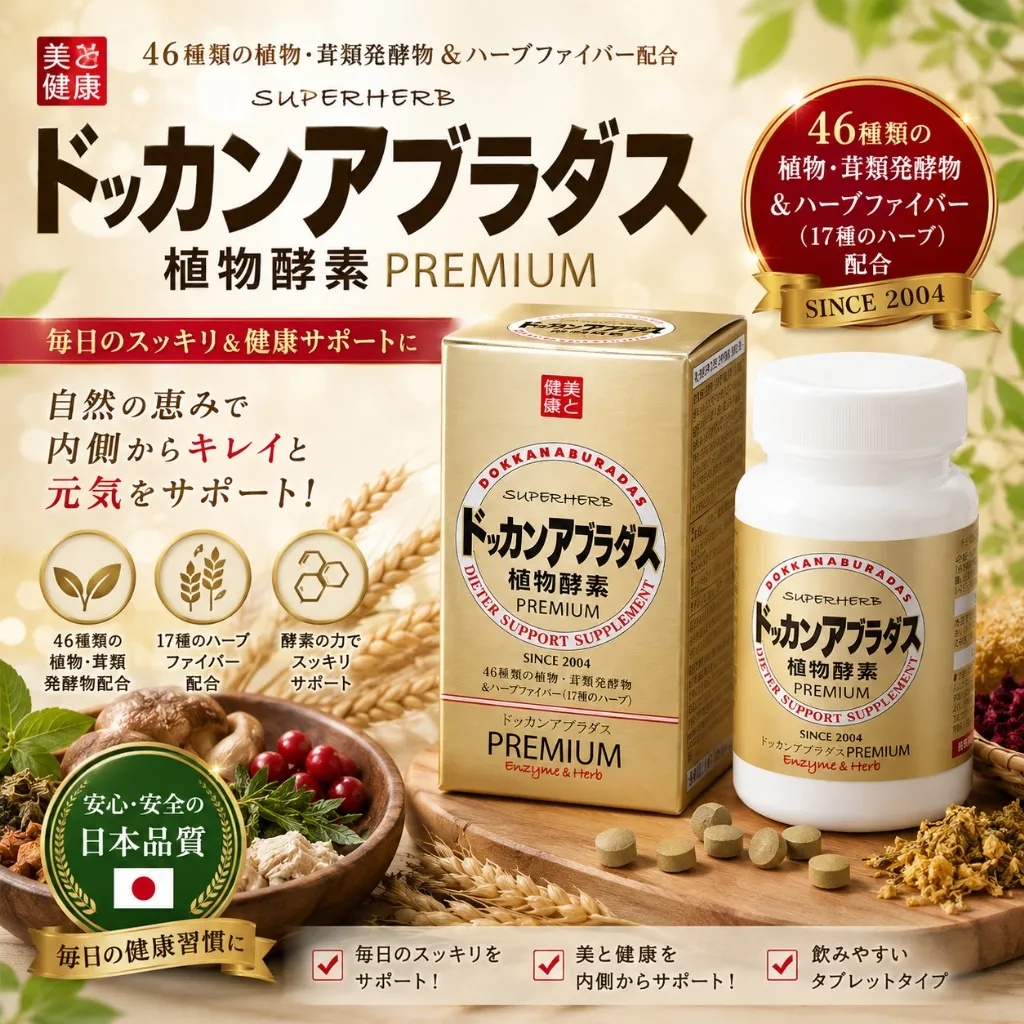 美と
健康
46種類の植物・茸類発酵物 & ハーブファイバー配合
SUPERHERB
ドッカンアブラダス
植物酵素 PREMIUM
46種類の
植物・茸類発酵物
&ハーブファイバー
(17種のハーブ)
配合
SINCE 2004
毎日のスッキリ&健康サポートに
自然の恵みで
内側からキレイと
元気をサポート!
46種類の
植物・茸類
発酵物配合
17種のハーブ
ファイバー
配合
酵素の力で
スッキリ
サポート
ドッカンアブラダス
美と
健康
DOKKANABURADAS
SUPERHERB
ドッカンアブラダス
植物酵素
PREMIUM
DIETER SUPPORT SUPPLEMENT
SINCE 2004
46種類の植物・茸類発酵物
&ハーブファイバー(17種のハーブ)
ドッカンアブラダス
PREMIUM
Enzyme & Herb
DOKKANABURADAS
SUPERHERB
ドッカンアブラダス
植物酵素
PREMIUM
DIETER SUPPORT SUPPLEMENT
SINCE 2004
ドッカンアブラダスPREMIUM
Enzyme & Herb
安心・安全の
日本品質
毎日の健康習慣に
毎日のスッキリを
サポート!
美と健康を
内側からサポート!
飲みやすい
タブレットタイプ